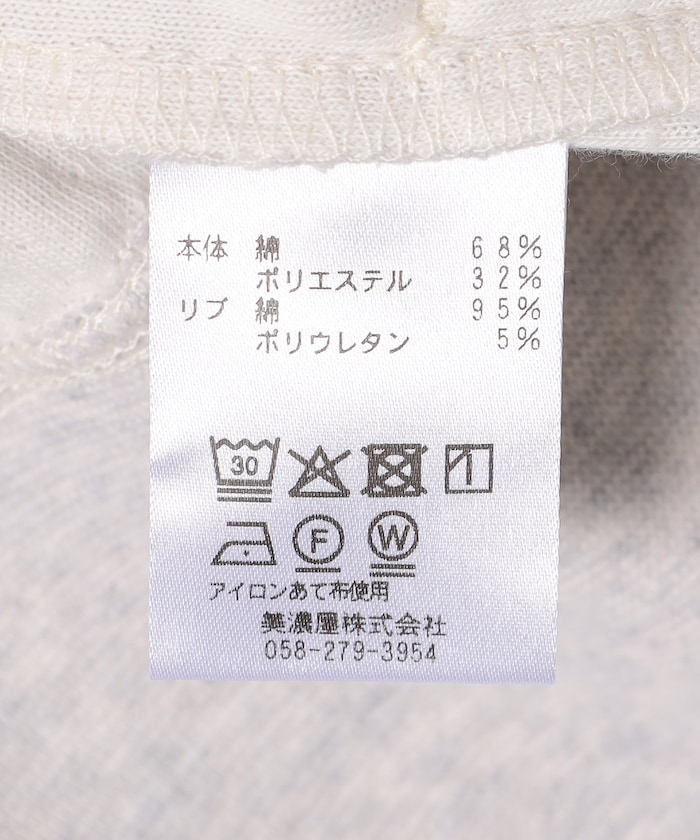 本体 綿 68%
ポリエステル 32%
リブ 綿 95%
ポリウレタン 5%
30
F W
アイロンあて布使用
美濃屋株式会社
058-279-3954